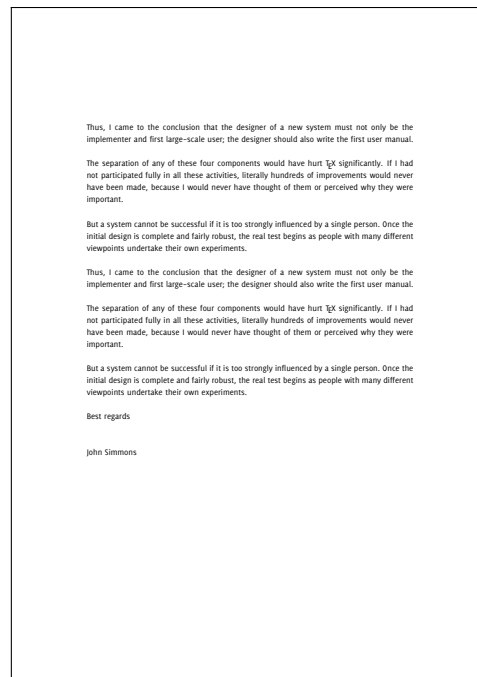 Thus, I came to the conclusion that the designer of a new system must not only be the
implementer and first large-scale user; the designer should also write the first user manual.
The separation of any of these four components would have hurt TEX significantly. If I had
not participated fully in all these activities, literally hundreds of improvements would never
have been made, because I would never have thought of them or perceived why they were
important.
But a system cannot be successful if it is too strongly influenced by a single person. Once the
initial design is complete and fairly robust, the real test begins as people with many different
viewpoints undertake their own experiments.
Thus, I came to the conclusion that the designer of a new system must not only be the
implementer and first large-scale user; the designer should also write the first user manual.
The separation of any of these four components would have hurt TEX significantly. If I had
not participated fully in all these activities, literally hundreds of improvements would never
have been made, because I would never have thought of them or perceived why they were
important.
But a system cannot be successful if it is too strongly influenced by a single person. Once the
initial design is complete and fairly robust, the real test begins as people with many different
viewpoints undertake their own experiments.
Best regards
John Simmons